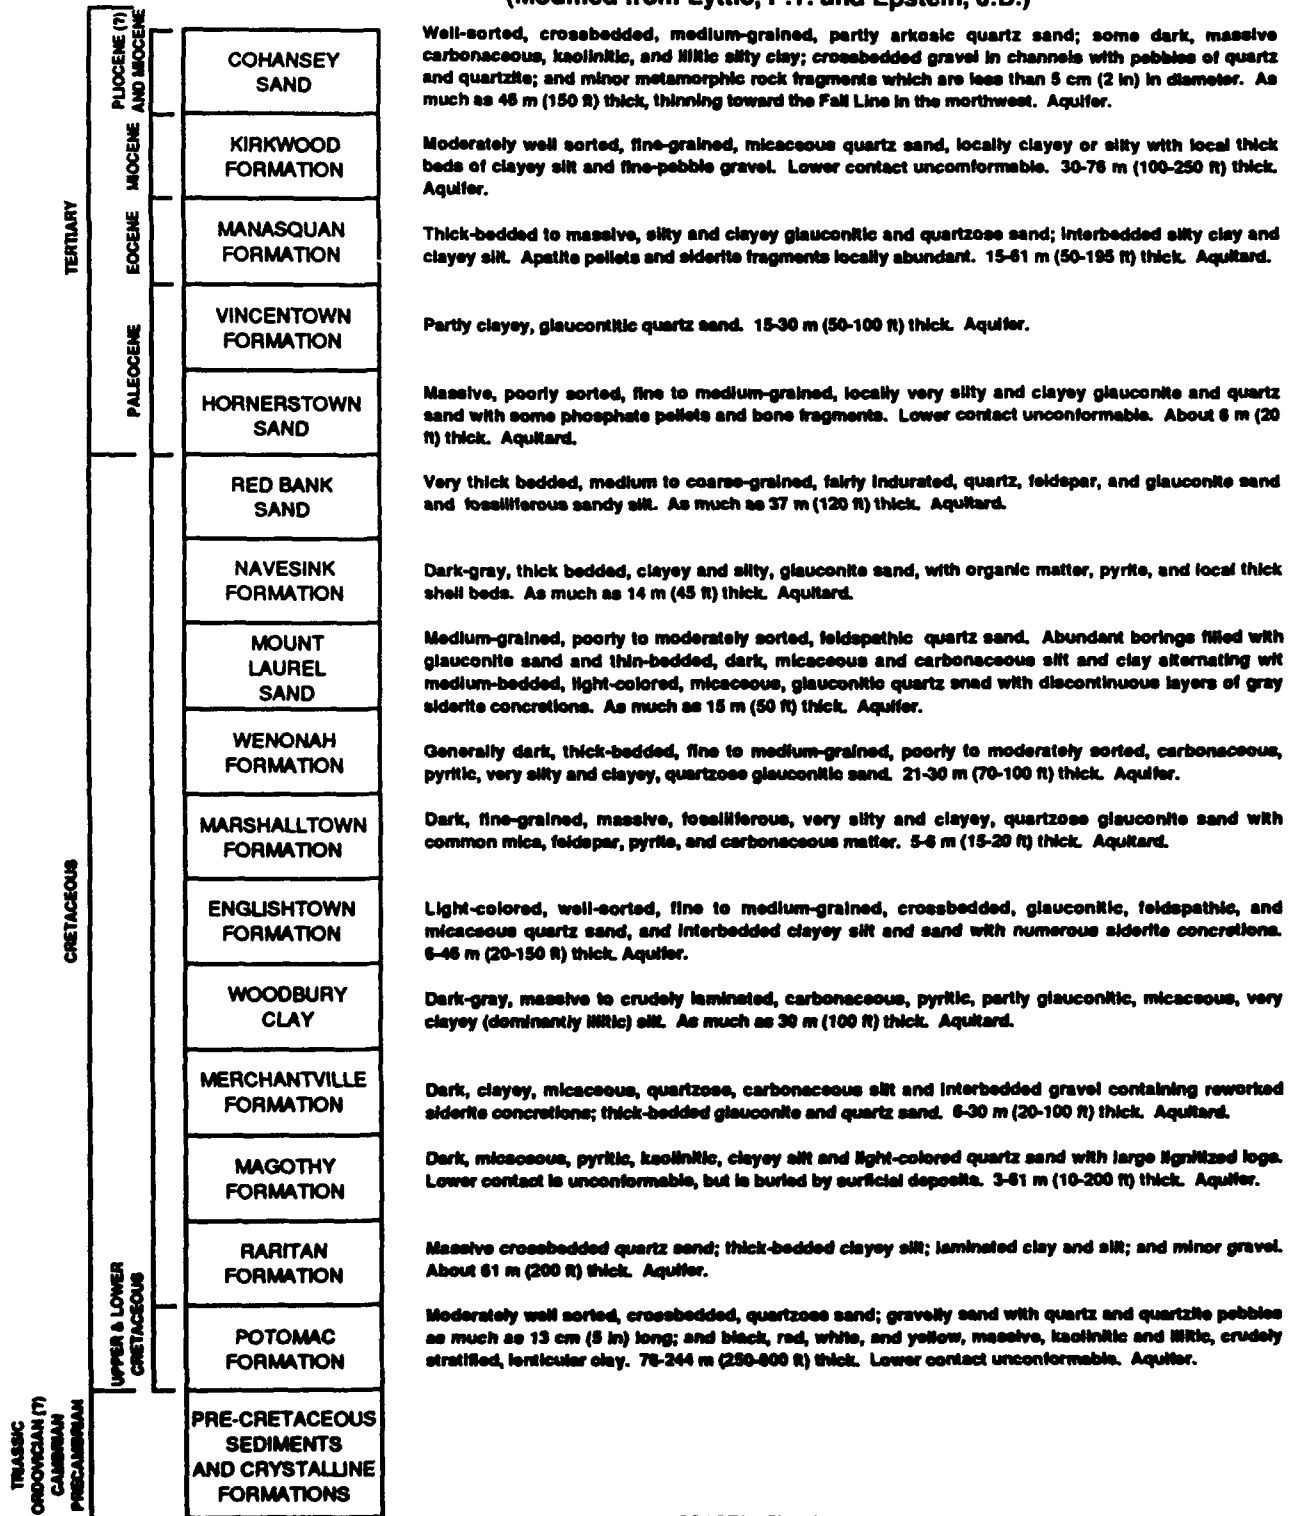 (Modified from Lyttle, P.T. and Epstein, J.B.)
PLIOCENE (?)
AND MIOCENE
COHANSEY
SAND
Well-sorted, crossbedded, medium-grained, partly arkosic quartz sand; some dark, massive
carbonaceous, kaolinitic, and illitic silty clay; crossbedded gravel in channels with pebbles of quartz
and quartzite; and minor metamorphic rock fragments which are less than 5 cm (2 in) in diameter. As
much as 46 m (150 ft) thick, thinning toward the Fall Line in the morthwest. Aquifer.
MIOCENE
KIRKWOOD
FORMATION
Moderately well sorted, fine-grained, micaceous quartz sand, locally clayey or silty with local thick
beds of clayey silt and fine-pebble gravel. Lower contact uncomformable. 30-76 m (100-250 ft) thick.
Aquifer.
TERTIARY
EOCENE
MANASQUAN
FORMATION
Thick-bedded to massive, silty and clayey glauconitic and quartzose sand; interbedded silty clay and
clayey silt. Apatite pellets and siderite fragments locally abundant. 15-61 m (50-195 ft) thick. Aquitard.
PALEOCENE
VINCENTOWN
FORMATION
Partly clayey, glaucontitic quartz sand. 15-30 m (50-100 ft) thick. Aquifer.
HORNERSTOWN
SAND
Massive, poorly sorted, fine to medium-grained, locally very silty and clayey glauconite and quartz
sand with some phosphate pellets and bone fragments. Lower contact unconformable. About 6 m (20
ft) thick. Aquitard.
RED BANK
SAND
Very thick bedded, medium to coarse-grained, fairly indurated, quartz, feldspar, and glauconite sand
and fossiliferous sandy silt. As much as 37 m (120 ft) thick. Aquitard.
NAVESINK
FORMATION
Dark-gray, thick bedded, clayey and silty, glauconite sand, with organic matter, pyrite, and local thick
shell beds. As much as 14 m (45 ft) thick. Aquitard.
MOUNT
LAUREL
SAND
Medium-grained, poorly to moderately sorted, feldspathic quartz sand. Abundant borings filled with
glauconite sand and thin-bedded, dark, micaceous and carbonaceous silt and clay alternating wit
medium-bedded, light-colored, micaceous, glauconitic quartz snad with discontinuous layers of gray
siderite concretions. As much as 15 m (50 ft) thick. Aquifer.
WENONAH
FORMATION
Generally dark, thick-bedded, fine to medium-grained, poorly to moderately sorted, carbonaceous,
pyritic, very silty and clayey, quartzose glauconitic sand. 21-30 m (70-100 ft) thick. Aquifer.
MARSHALLTOWN
FORMATION
Dark, fine-grained, massive, fossiliferous, very silty and clayey, quartzose glauconite sand with
common mica, feldspar, pyrite, and carbonaceous matter. 5-6 m (15-20 ft) thick. Aquitard.
CRETACEOUS
ENGLISHTOWN
FORMATION
Light-colored, well-sorted, fine to medium-grained, crossbedded, glauconitic, feldspathic, and
micaceous quartz sand, and interbedded clayey silt and sand with numerous siderite concretions.
6-46 m (20-150 ft) thick. Aquifer.
WOODBURY
CLAY
Dark-gray, massive to crudely laminated, carbonaceous, pyritic, partly glauconitic, micaceous, very
clayey (dominantly illitic) silt. As much as 30 m (100 ft) thick. Aquitard.
MERCHANTVILLE
FORMATION
Dark, clayey, micaceous, quartzose, carbonaceous silt and interbedded gravel containing reworked
siderite concretions; thick-bedded glauconite and quartz sand. 6-30 m (20-100 ft) thick. Aquitard.
MAGOTHY
FORMATION
Dark, micaceous, pyritic, kaolinitic, clayey silt and light-colored quartz sand with large lignitized logs.
Lower contact is unconformable, but is buried by surficial deposits. 3-61 m (10-200 ft) thick. Aquifer.
RARITAN
FORMATION
Massive crossbedded quartz sand; thick-bedded clayey silt; laminated clay and silt; and minor gravel.
About 61 m (200 ft) thick. Aquifer.
UPPER & LOWER
CRETACEOUS
POTOMAC
FORMATION
Moderately well sorted, crossbedded, quartzose sand; gravelly sand with quartz and quartzite pebbles
as much as 13 cm (5 in) long; and black, red, white, and yellow, massive, kaolinitic and illitic, crudely
stratified, lenticular clay. 76-244 m (250-800 ft) thick. Lower contact unconformable. Aquifer.
TRIASSIC
ORDOVICIAN (?)
CAMBRIAN
PRECAMBRIAN
PRE-CRETACEOUS
SEDIMENTS
AND CRYSTALLINE
FORMATIONS